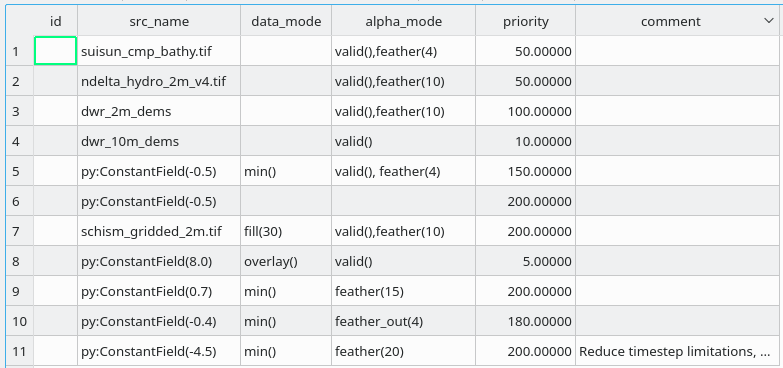 id src_name data_mode alpha_mode priority comment
1 suisun_cmp_bathy.tif valid(),feather(4) 50.00000
2 ndelta_hydro_2m_v4.tif valid(),feather(10) 50.00000
3 dwr_2m_dems valid(),feather(10) 100.00000
4 dwr_10m_dems valid() 10.00000
5 py:ConstantField(-0.5) min() valid(), feather(4) 150.00000
6 py:ConstantField(-0.5) 200.00000
7 schism_gridded_2m.tif fill(30) valid(),feather(10) 200.00000
8 py:ConstantField(8.0) overlay() valid() 5.00000
9 py:ConstantField(0.7) min() feather(15) 200.00000
10 py:ConstantField(-0.4) min() feather_out(4) 180.00000
11 py:ConstantField(-4.5) min() feather(20) 200.00000 Reduce timestep limitations, ...